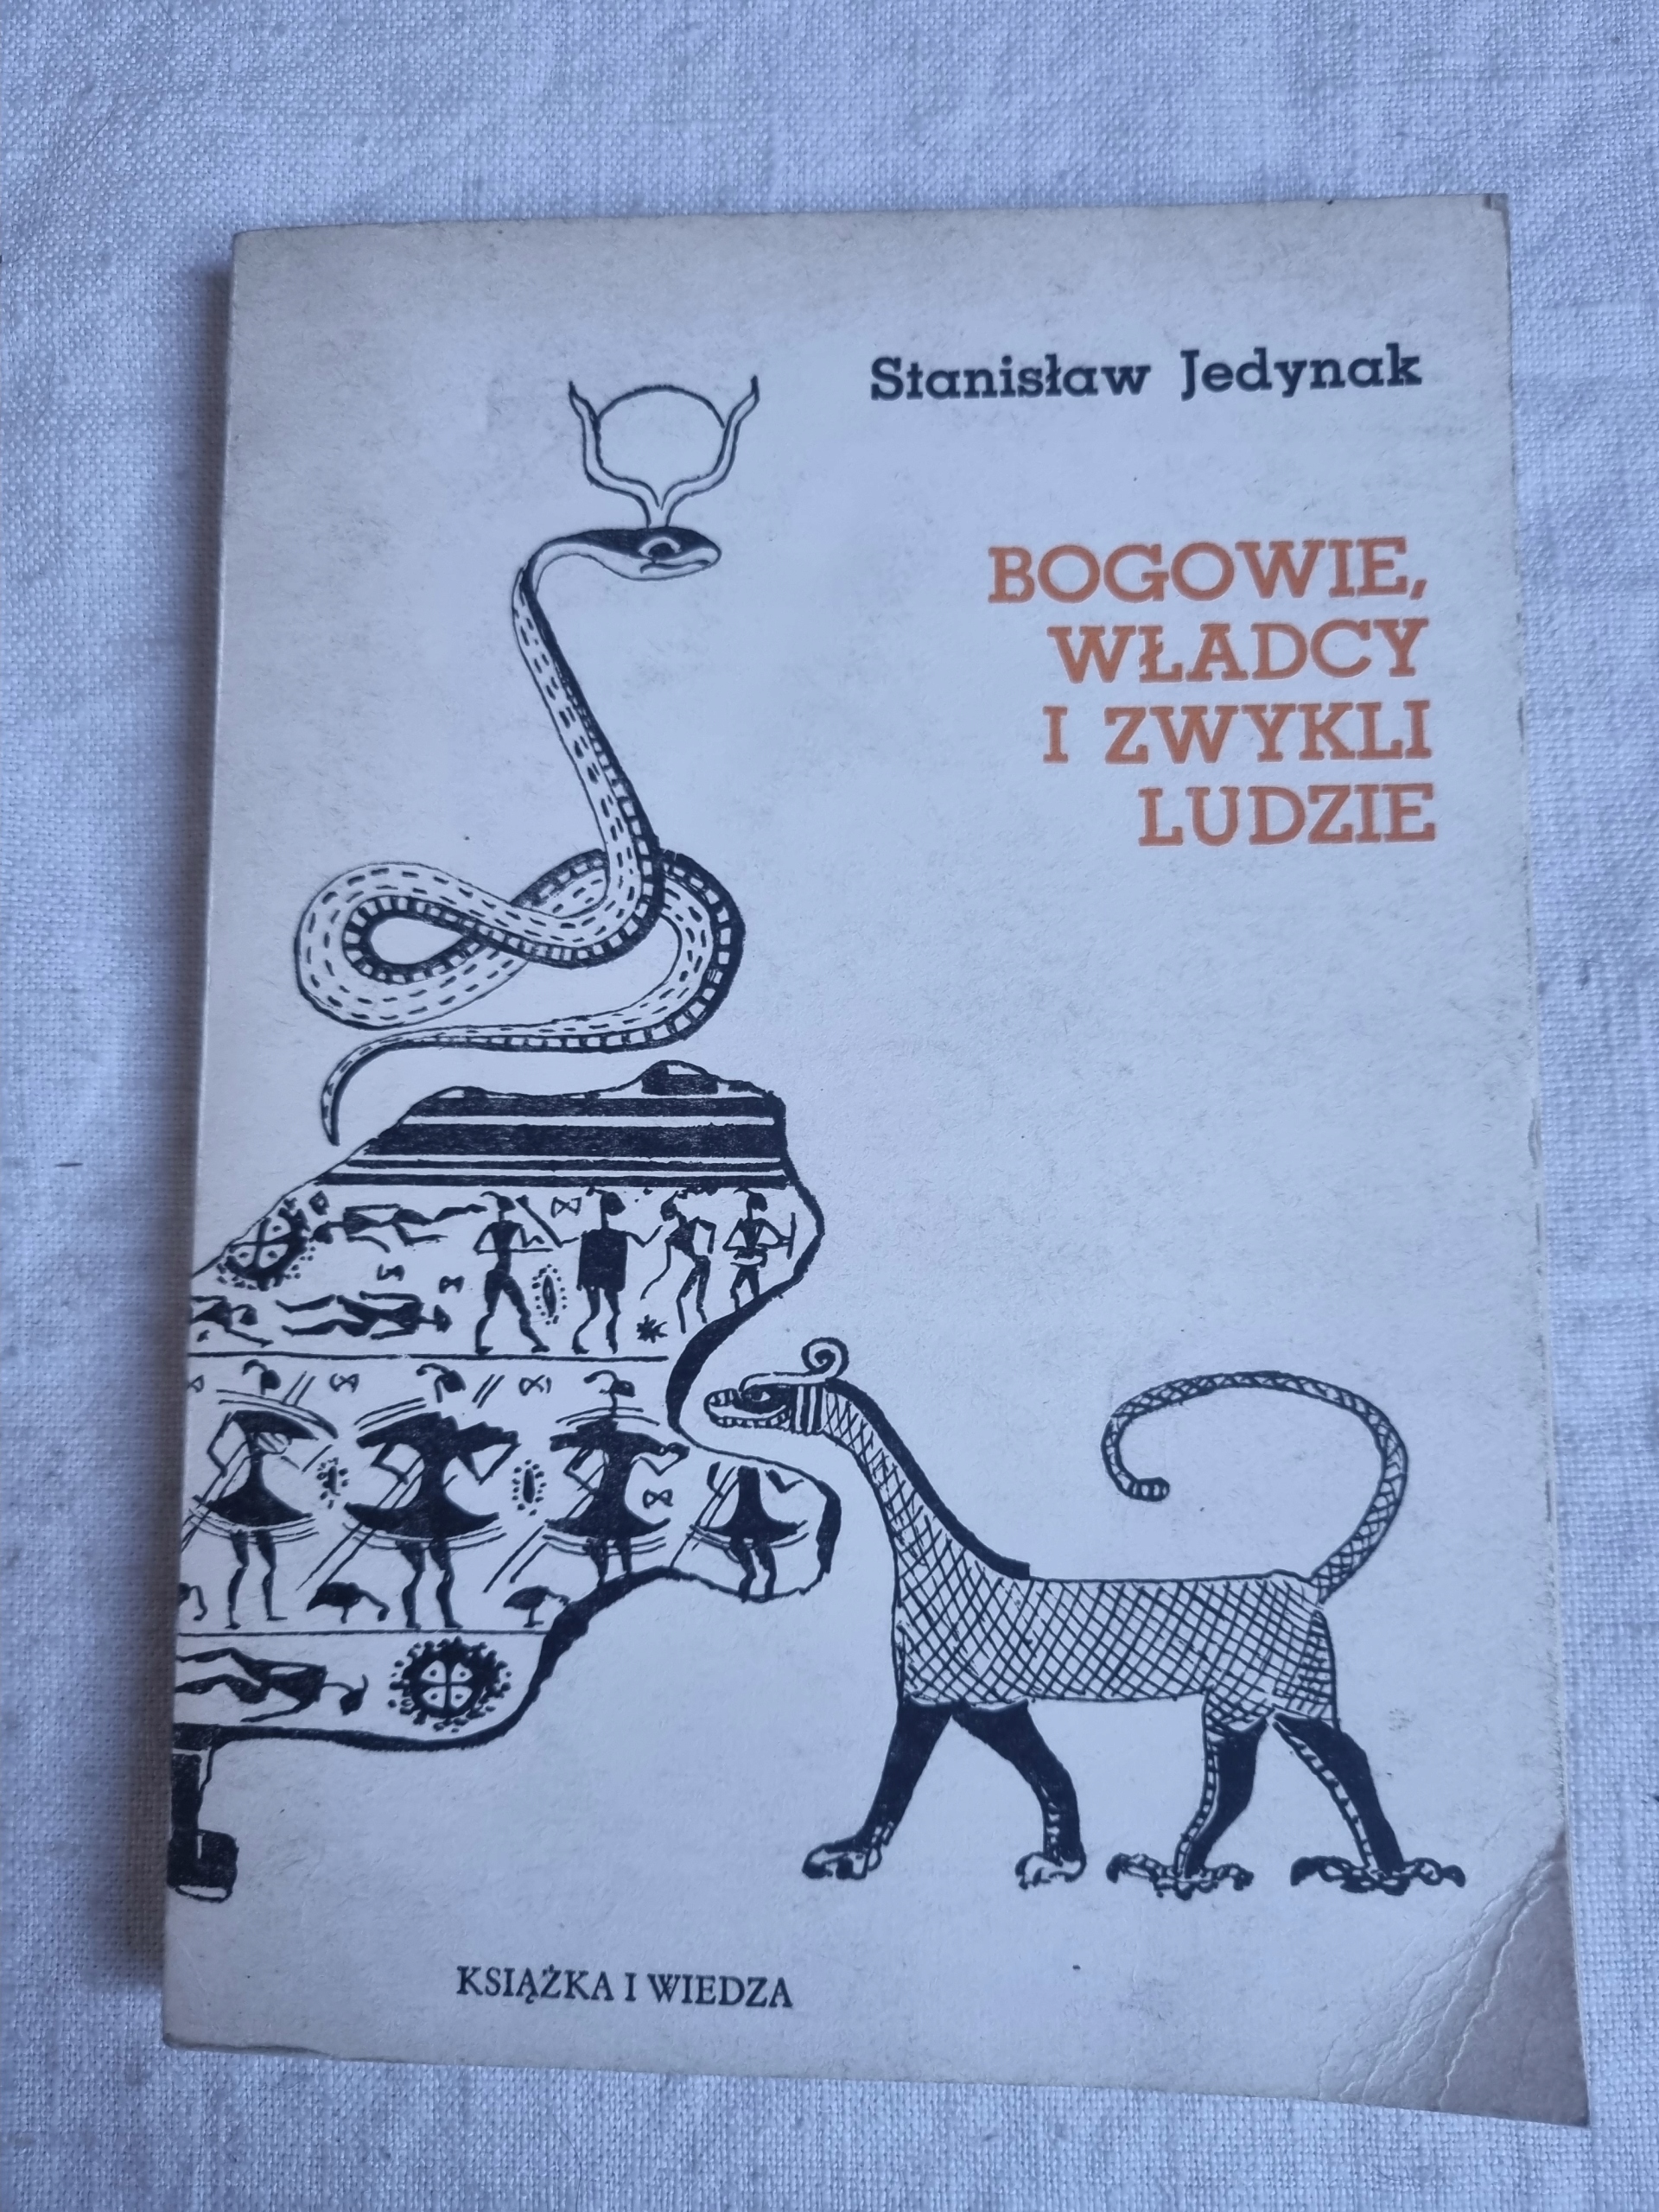 Stanisław Jedynak
BOGOWIE,
WŁADCY
I ZWYKLI
LUDZIE
KSIĄŻKA I WIEDZA